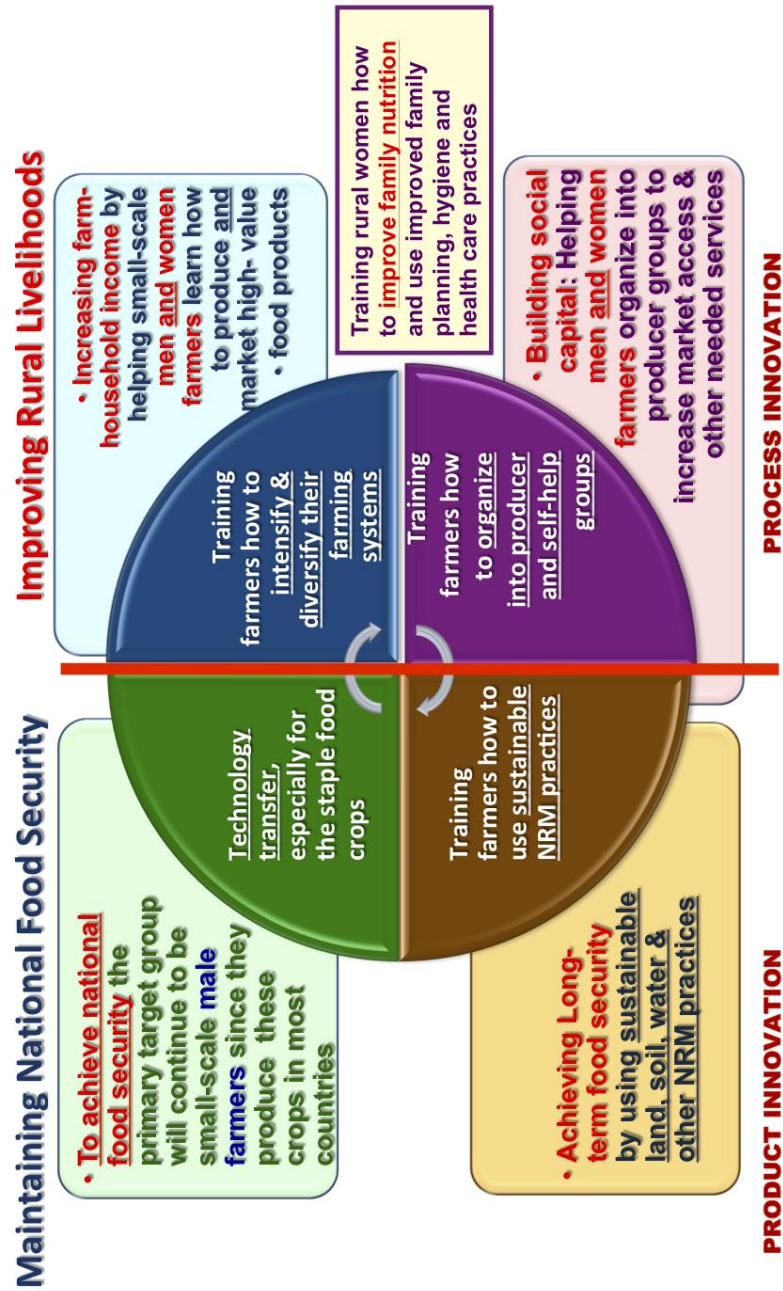 Maintaining National Food Security
Improving Rural Livelihoods
• To achieve national
food security the
primary target group
will continue to be
small-scale male
farmers since they
produce these
crops in most
countries
Technology
transfer,
especially for
the staple food
crops
Training
farmers how to
intensify &
diversify their
farming
systems
• Increasing farm-
household income by
helping small-scale
men and women
farmers learn how
to produce and
market high- value
• food products
Training rural women how
to improve family nutrition
and use improved family
planning, hygiene and
health care practices
• Achieving Long-
term food security
by using sustainable
land, soil, water &
other NRM practices
Training
farmers how to
use sustainable
NRM practices
Training
farmers how
to organize
into producer
and self-help
groups
• Building social
capital: Helping
men and women
farmers organize into
producer groups to
increase market access &
other needed services
PRODUCT INNOVATION
PROCESS INNOVATION